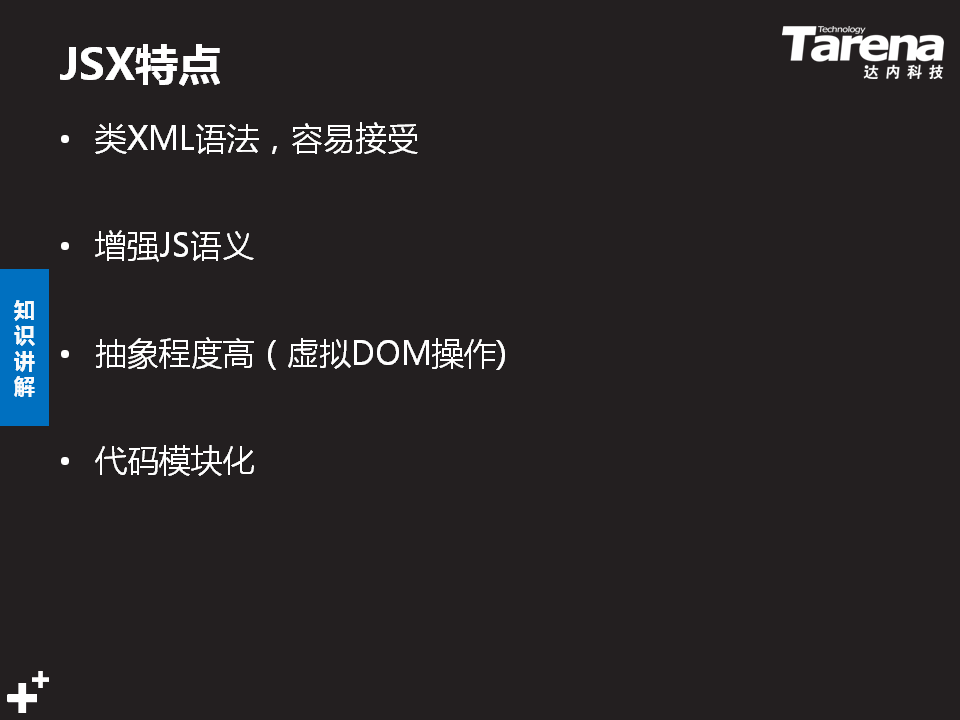 JSX特点
Technology
Tarena
达内科技
• 类XML语法，容易接受
• 增强JS语义
知识讲解
• 抽象程度高（虚拟DOM操作)
• 代码模块化